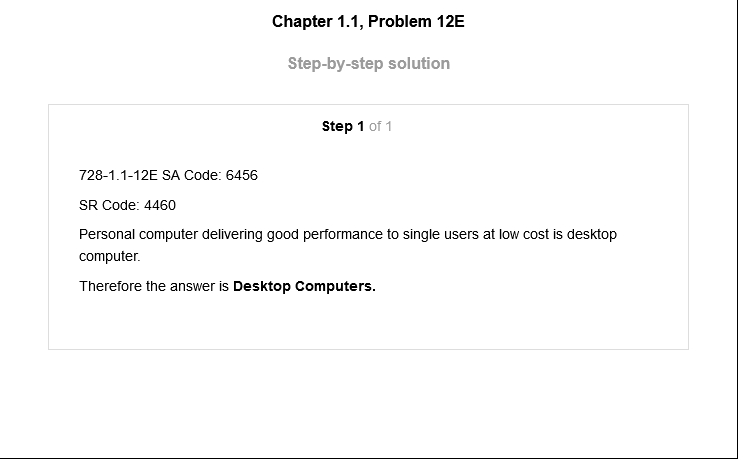 Chapter 1.1, Problem 12E
Step-by-step solution
Step 1 of 1
728-1.1-12E SA Code: 6456
SR Code: 4460
Personal computer delivering good performance to single users at low cost is desktop
computer.
Therefore the answer is Desktop Computers.